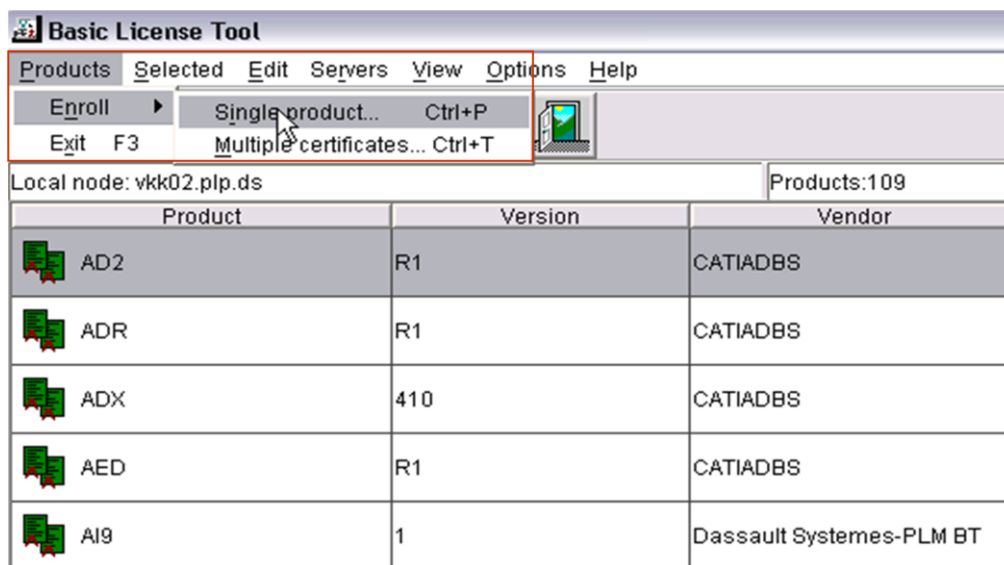 Basic License Tool
Products Selected Edit Servers View Options Help
Enroll Single product... Ctrl+P
Exit F3 Multiple certificates... Ctrl+T
Local node: vkk02.plp.ds Products:109
Product Version Vendor
AD2 R1 CATIADBS
ADR R1 CATIADBS
ADX 410 CATIADBS
AED R1 CATIADBS
AI9 1 Dassault Systemes-PLM BT